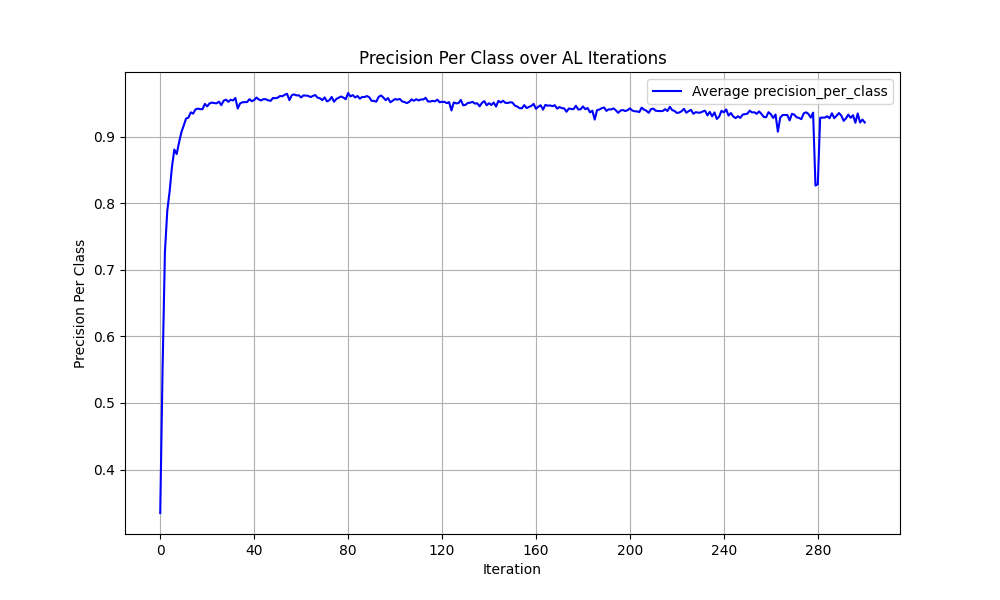 Precision Per Class over AL Iterations
Average precision_per_class
Precision Per Class
0.9
0.8
0.7
0.6
0.5
0.4
0 40 80 120 160 200 240 280
Iteration